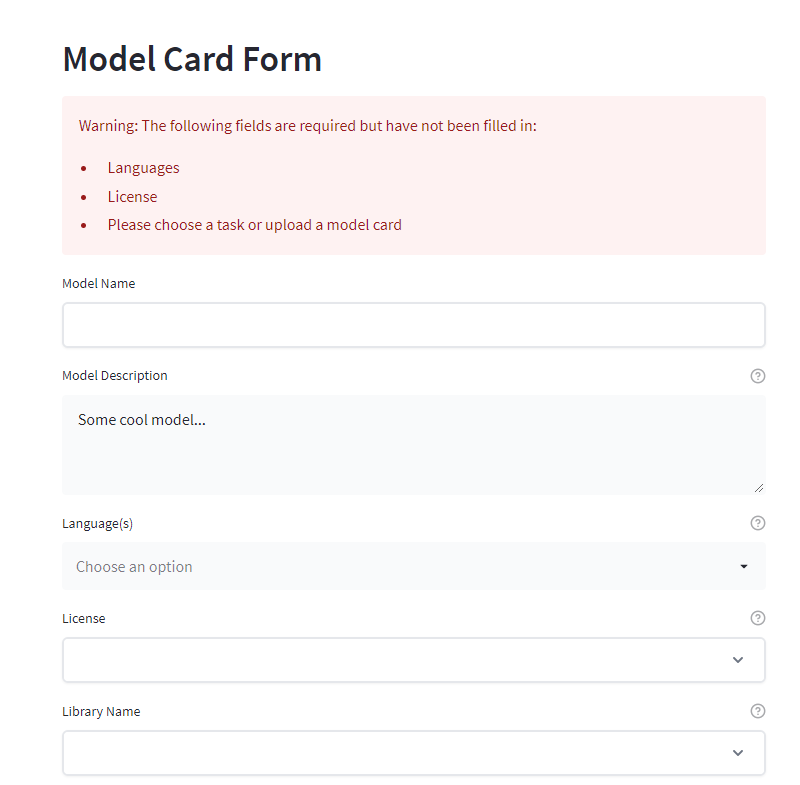 Model Card Form
Warning: The following fields are required but have not been filled in:
• Languages
• License
• Please choose a task or upload a model card
Model Name
Model Description
Some cool model...
Language(s)
Choose an option
License
Library Name